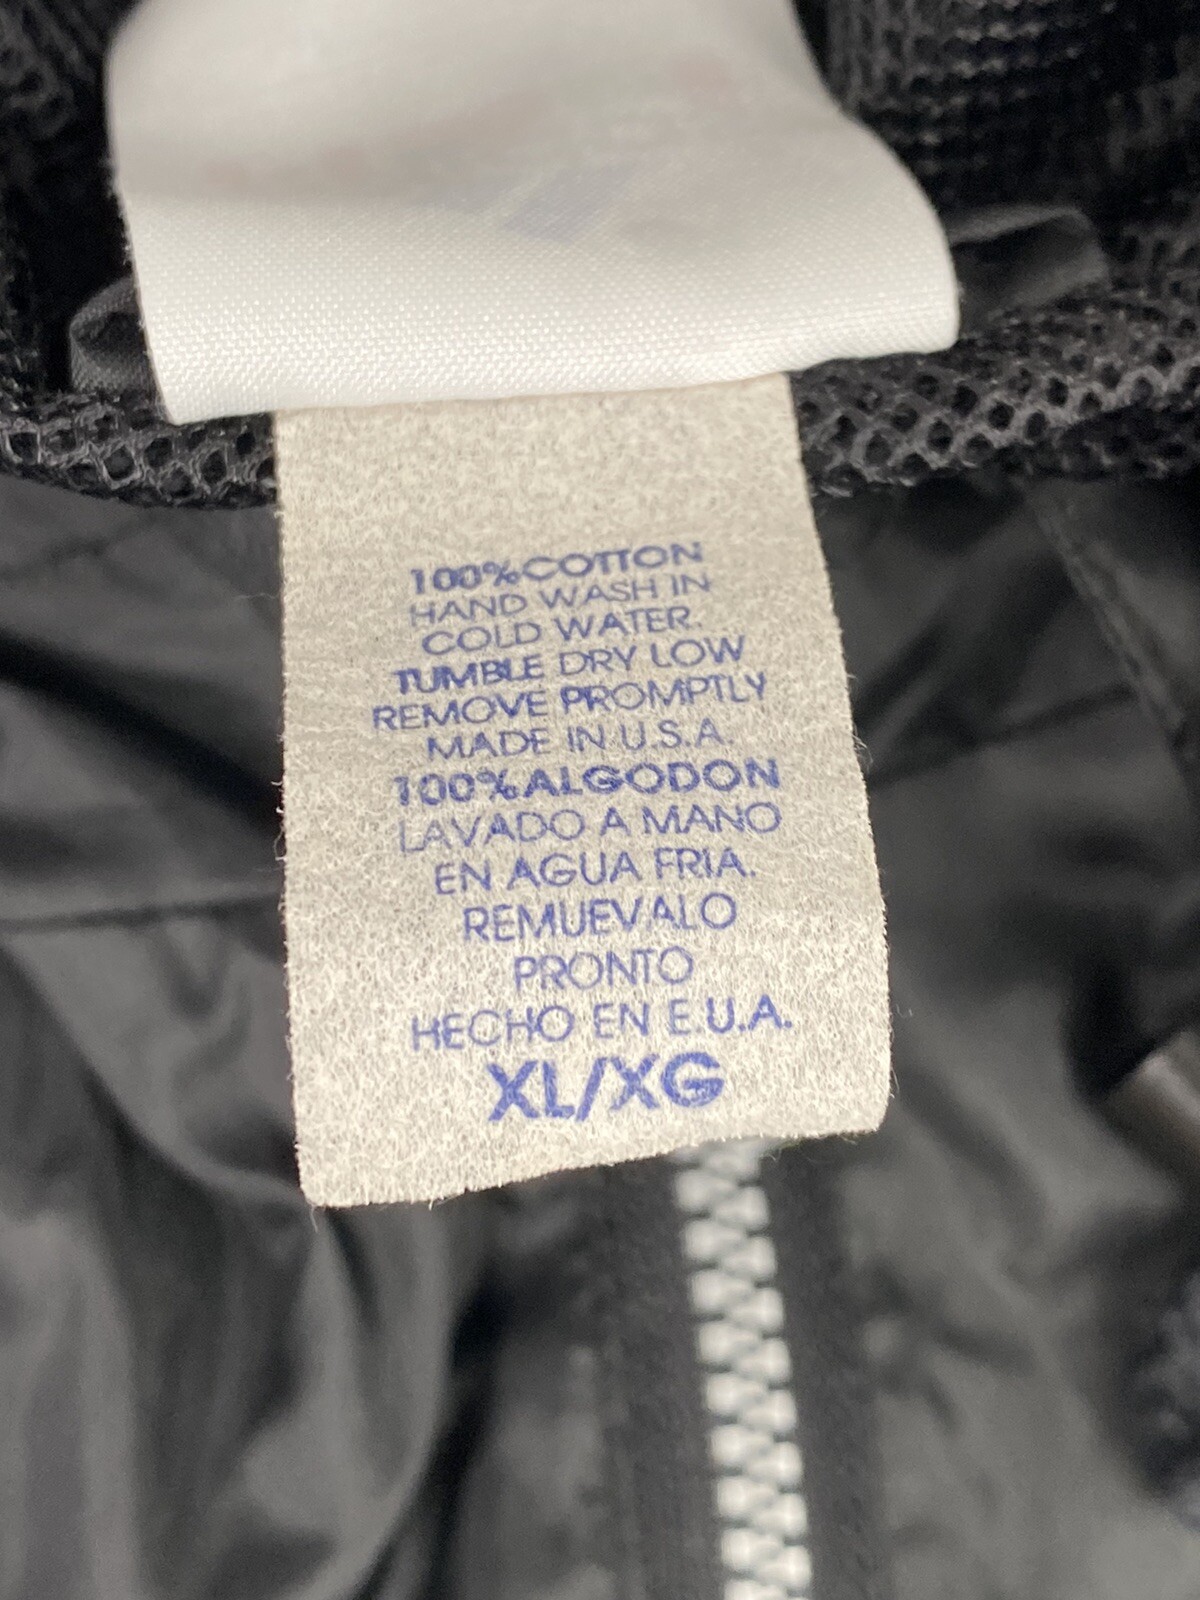 100%COTTON
HAND WASH IN
COLD WATER.
TUMBLE DRY LOW
REMOVE PROMPTLY
MADE IN U.S.A.
100%ALGODON
LAVADO A MANO
EN AGUA FRIA.
REMUEVALO
PRONTO
HECHO EN E.U.A.
XL/XG